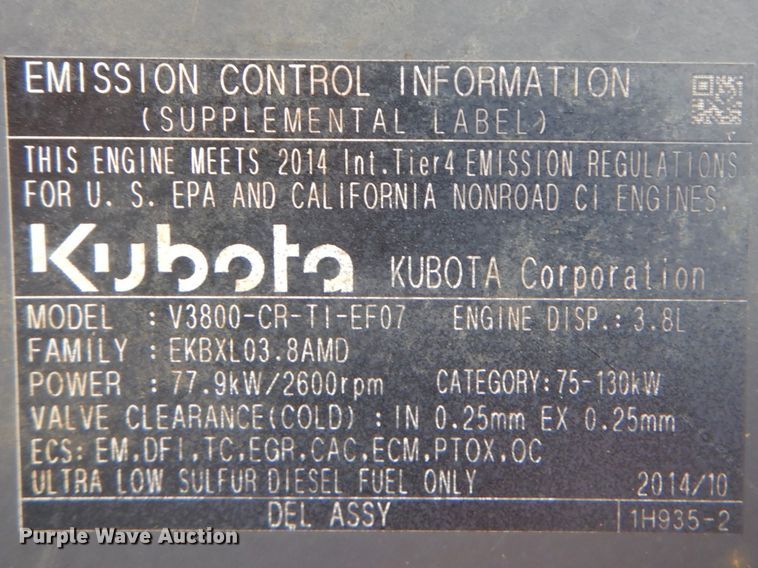 EMISSION CONTROL INFORMATION
(SUPPLEMENTAL LABEL)
THIS ENGINE MEETS 2014 Int.Tier4 EMISSION REGULATIONS
FOR U. S. EPA AND CALIFORNIA NONROAD CI ENGINES.
Kubota KUBOTA Corporation
MODEL : V3800-CR-TI-EF07 ENGINE DISP.: 3.8L
FAMILY : EKBXL03.8AMD
POWER : 77.9kW/2600rpm CATEGORY: 75-130kW
VALVE CLEARANCE(COLD) : IN 0.25mm EX 0.25mm
ECS: EM,DFI,TC,EGR,CAC,ECM,PTOX,OC
ULTRA LOW SULFUR DIESEL FUEL ONLY 2014/10
DEL ASSY 1H935-2
Purple Wave Auction